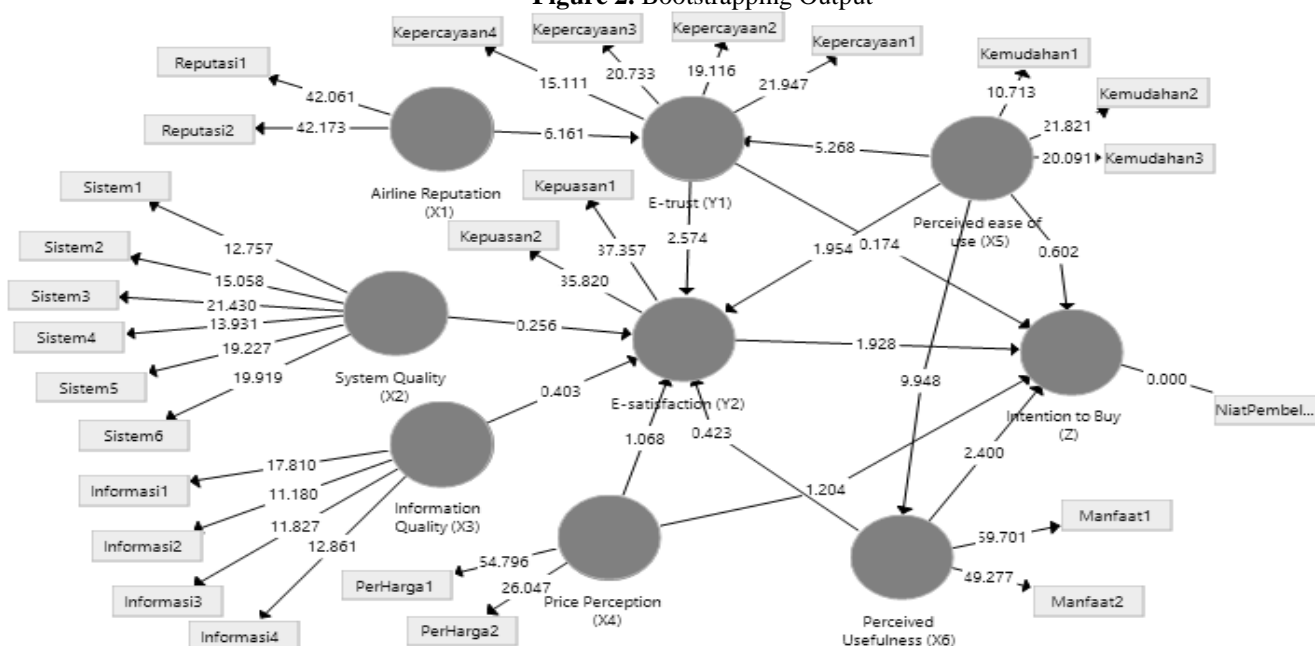 Figure 2. Bootstrapping Output
Kepercayaan4
Kepercayaan3
Kepercayaan2
Kepercayaan1
Kemudahan1
Reputasi1
15.111
20.733
19.116
21.947
10.713
Kemudahan2
42.061
21.821
Reputasi2
42.173
6.161
5.268
20.091
Kemudahan3
Sistem1
Airline Reputation
(X1)
Kepuasan1
E-trust (Y1)
Perceived ease of
use (X5)
Sistem2
12.757
Kepuasan2
37.357
2.574
1.954
0.174
0.602
15.058
35.820
Sistem3
21.430
Sistem4
13.931
0.256
1.928
Sistem5
19.227
19.919
System Quality
(X2)
0.403
9.948
0.000
Sistem6
E-satisfaction (Y2)
Intention to Buy
(Z)
NiatPembel...
1.068
0.423
2.400
Informasi1
17.810
11.180
Information
Quality (X3)
1.204
Informasi2
11.827
12.861
Manfaat1
59.701
PerHarga1
54.796
49.277
Informasi3
26.047
Price Perception
(X4)
Manfaat2
Informasi4
PerHarga2
Perceived
Usefulness (X6)